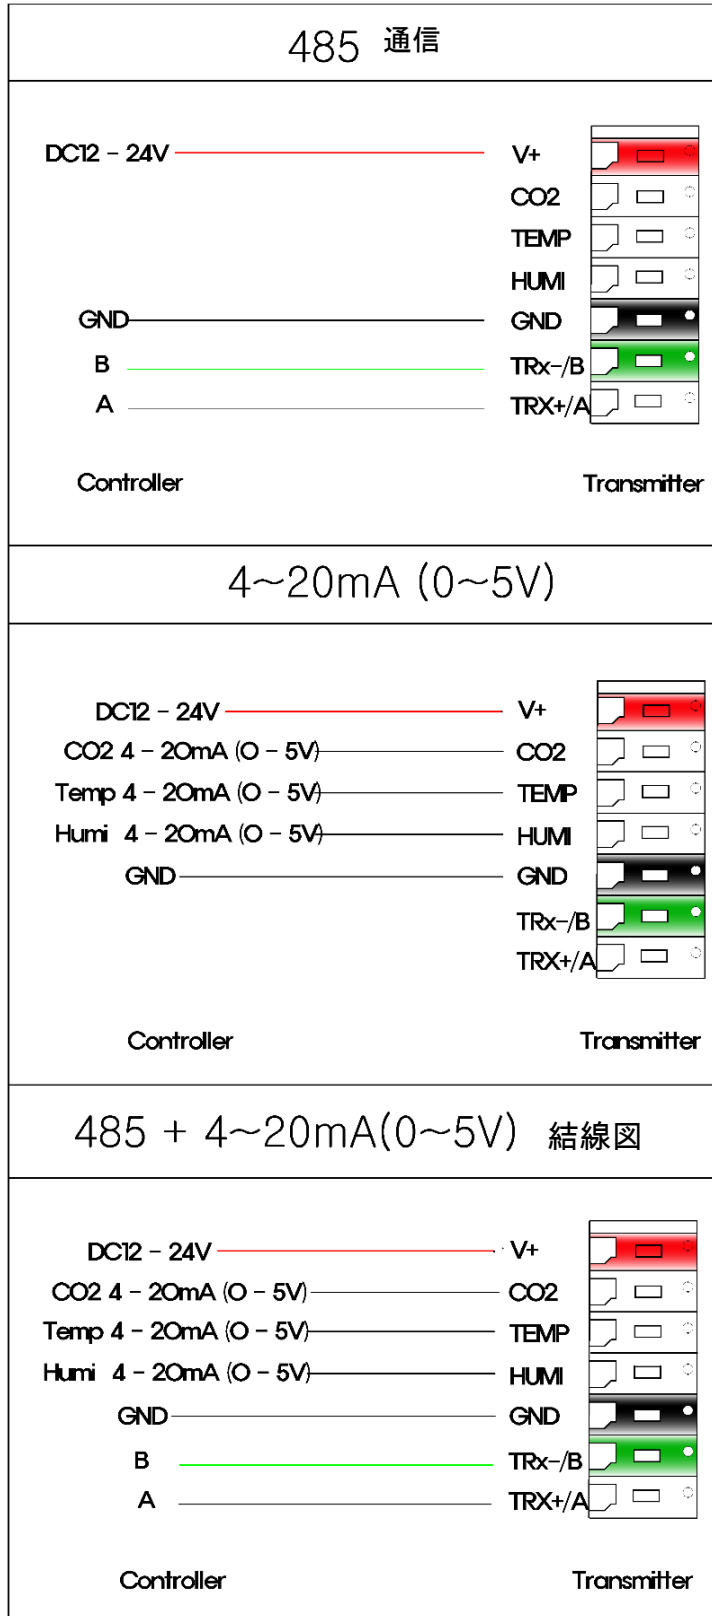 485 通信
DC12 - 24V V+
CO2
TEMP
HUMI
GND GND
B TRx-/B
A TRX+/A
Controller Transmitter
4~20mA (0~5V)
DC12 - 24V V+
CO2 4 - 20mA (0 - 5V) CO2
Temp 4 - 20mA (0 - 5V) TEMP
Humi 4 - 20mA (0 - 5V) HUMI
GND GND
TRx-/B
TRX+/A
Controller Transmitter
485 + 4~20mA(0~5V) 結線図
DC12 - 24V V+
CO2 4 - 20mA (0 - 5V) CO2
Temp 4 - 20mA (0 - 5V) TEMP
Humi 4 - 20mA (0 - 5V) HUMI
GND GND
B TRx-/B
A TRX+/A
Controller Transmitter